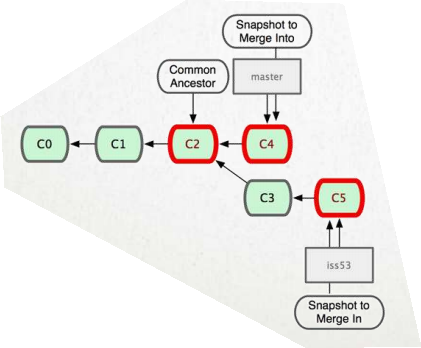 Snapshot to
Merge Into
master
Common
Ancestor
C0
C1
C2
C4
C3
C5
iss53
Snapshot to
Merge In